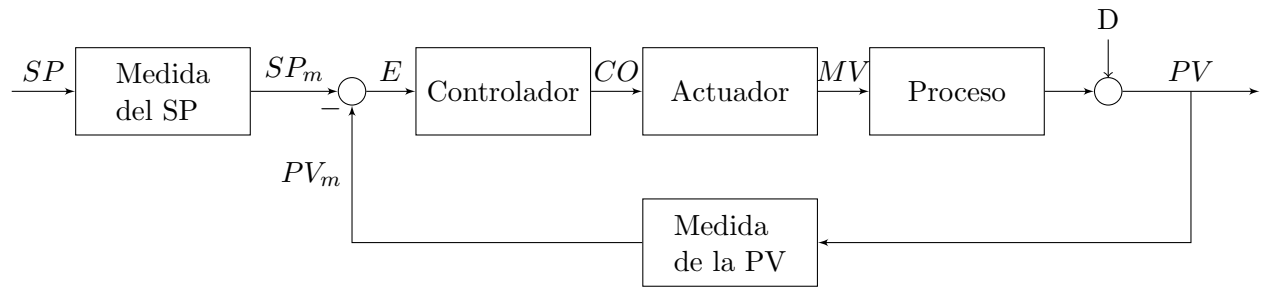 D
SP
Medida
del SP
SP_m
E
Controlador
CO
Actuador
MV
Proceso
PV
−
PV_m
Medida
de la PV